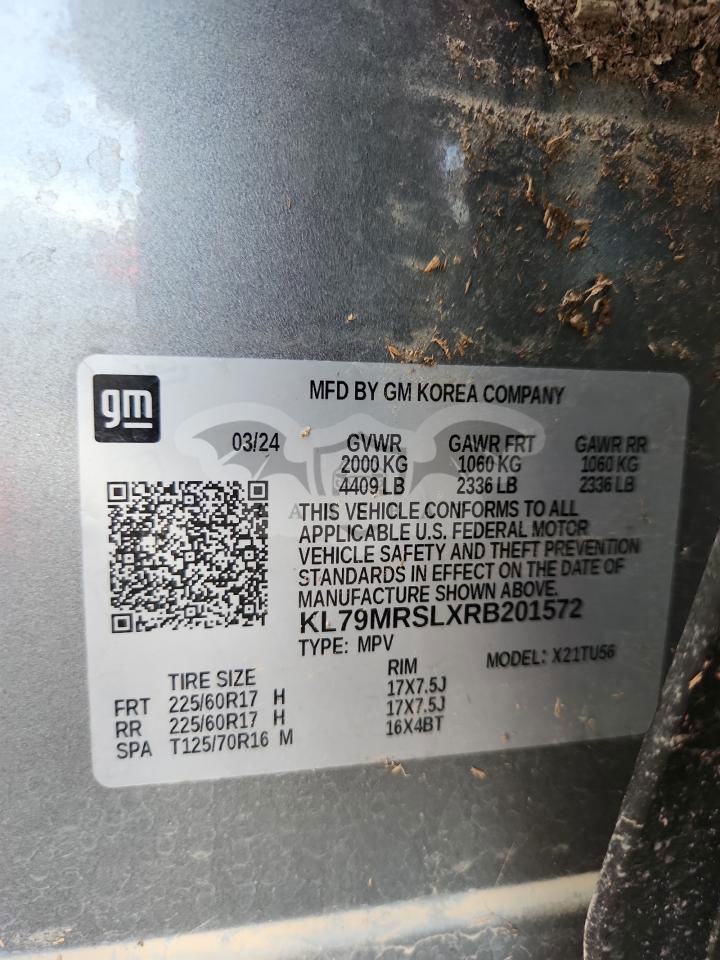 gm
MFD BY GM KOREA COMPANY
03/24 GVWR GAWR FRT GAWR RR
2000 KG 1060 KG 1060 KG
4409 LB 2336 LB 2336 LB
THIS VEHICLE CONFORMS TO ALL
APPLICABLE U.S. FEDERAL MOTOR
VEHICLE SAFETY AND THEFT PREVENTION
STANDARDS IN EFFECT ON THE DATE OF
MANUFACTURE SHOWN ABOVE.
KL79MRSLXRB201572
TYPE: MPV MODEL: X21TU56
TIRE SIZE RIM
FRT 225/60R17 H 17X7.5J
RR 225/60R17 H 17X7.5J
SPA T125/70R16 M 16X4BT